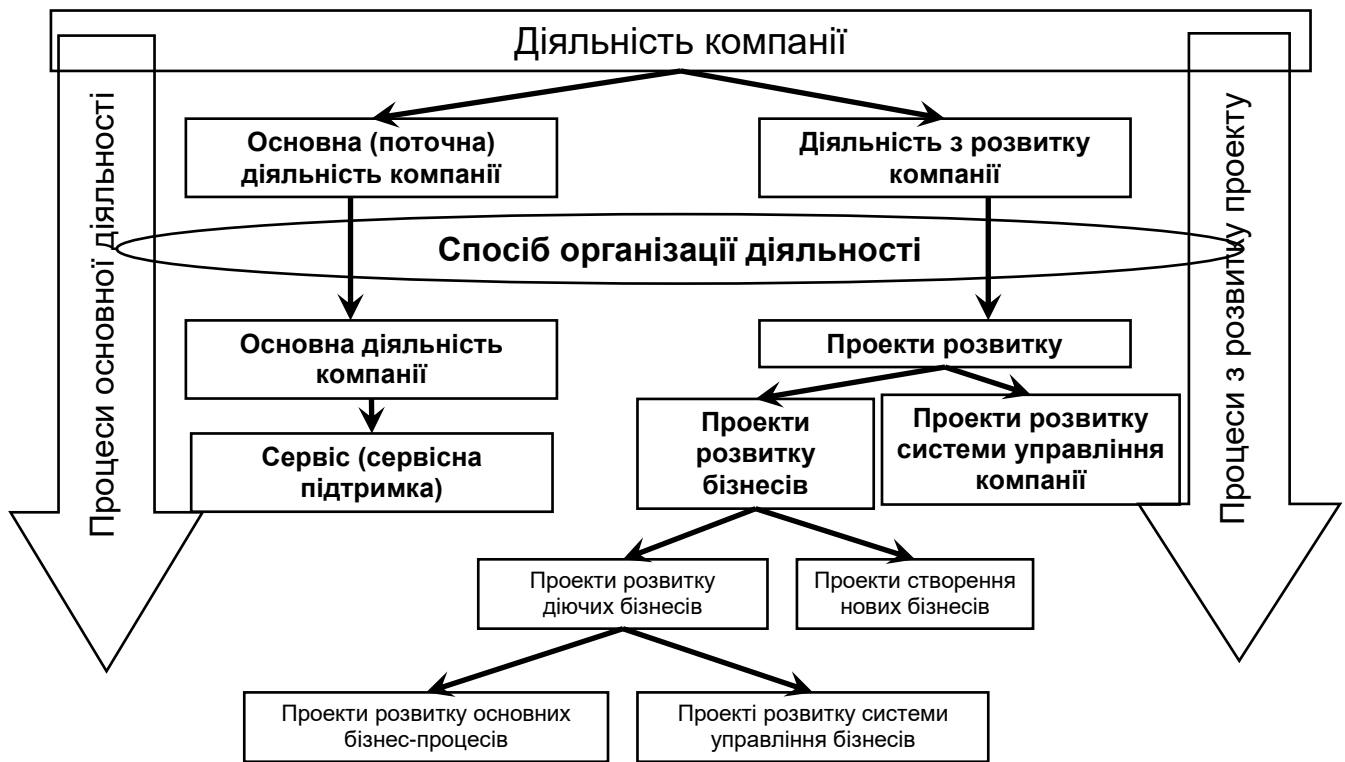 Діяльність компанії
Процеси основної діяльності
Процеси з розвитку проекту
Основна (поточна)
діяльність компанії
Діяльність з розвитку
компанії
Спосіб організації діяльності
Основна діяльність
компанії
Проекти розвитку
Сервіс (сервісна
підтримка)
Проекти
розвитку
бізнесів
Проекти розвитку
системи управління
компанії
Проекти розвитку
діючих бізнесів
Проекти створення
нових бізнесів
Проекти розвитку основних
бізнес-процесів
Проекті розвитку системи
управління бізнесів